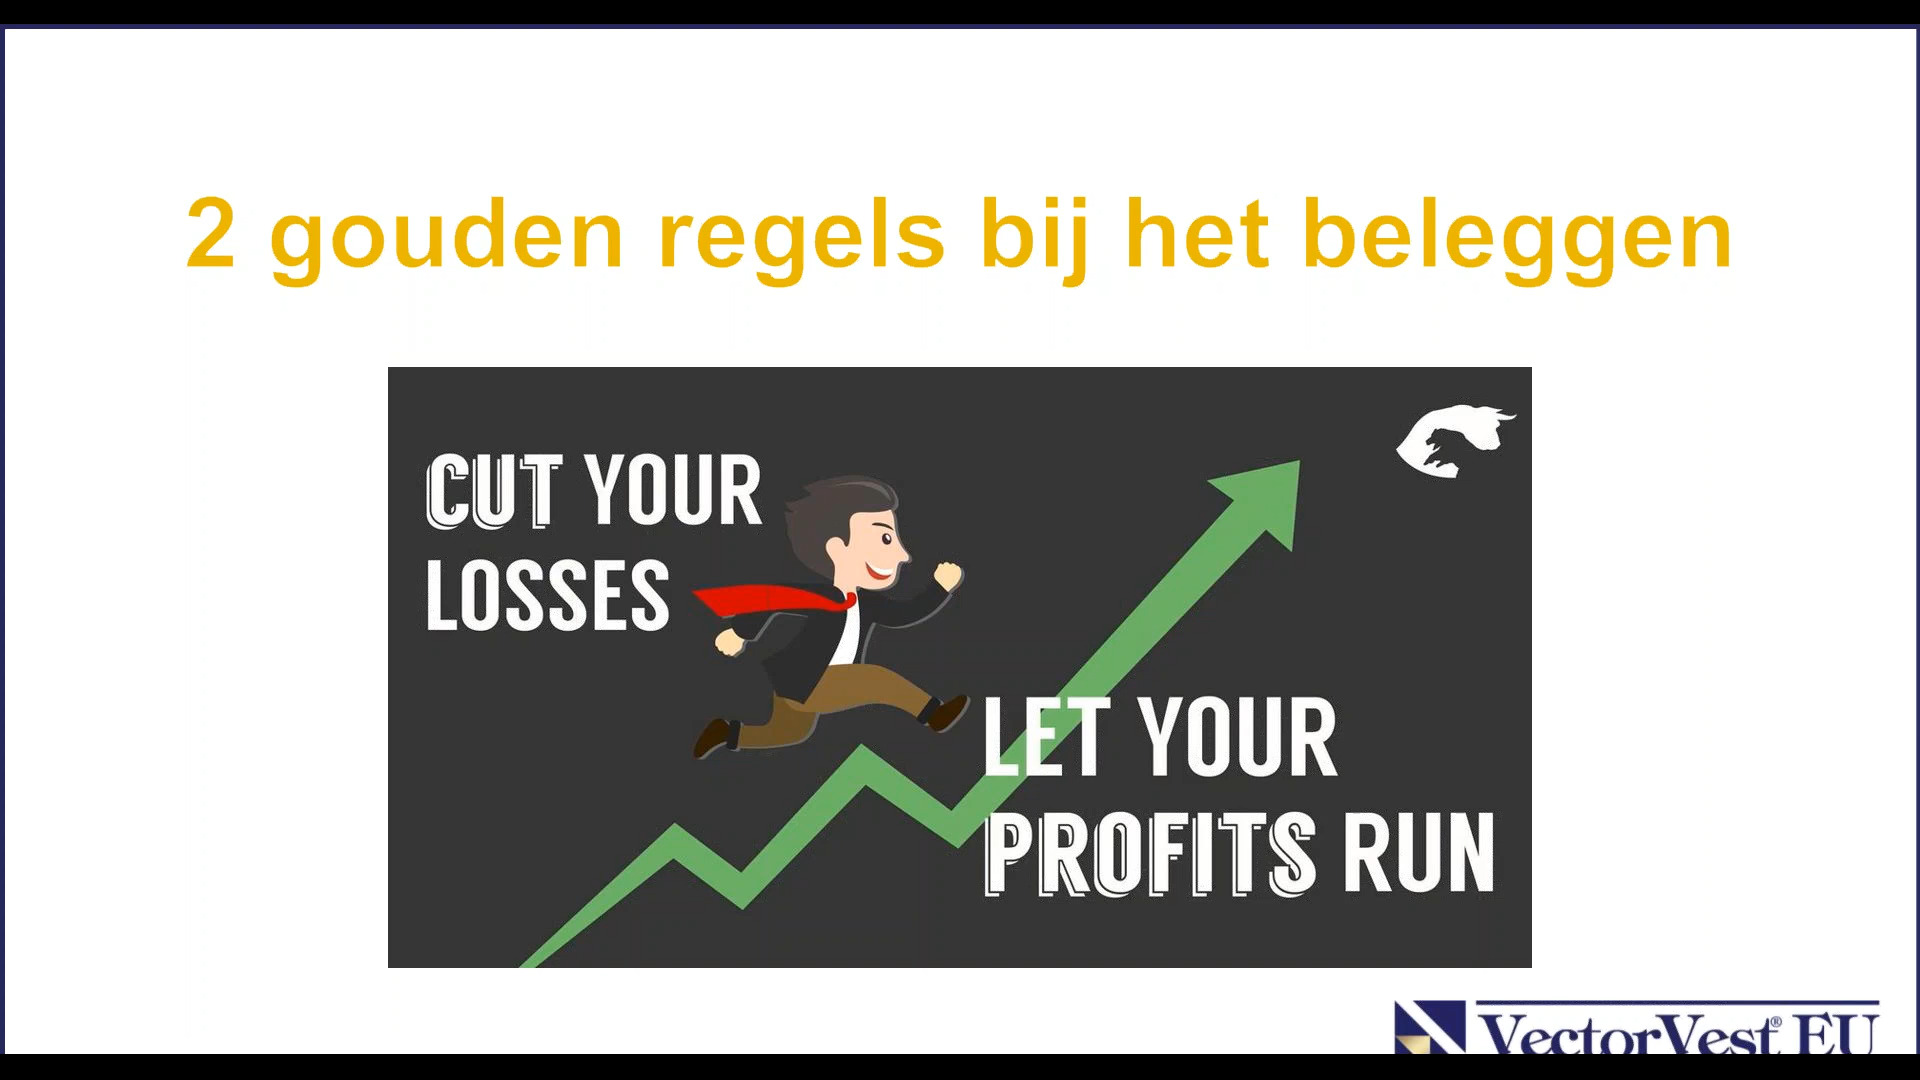 2 gouden regels bij het beleggen
CUT YOUR
LOSSES
LET YOUR
PROFITS RUN
VectorVest® EU